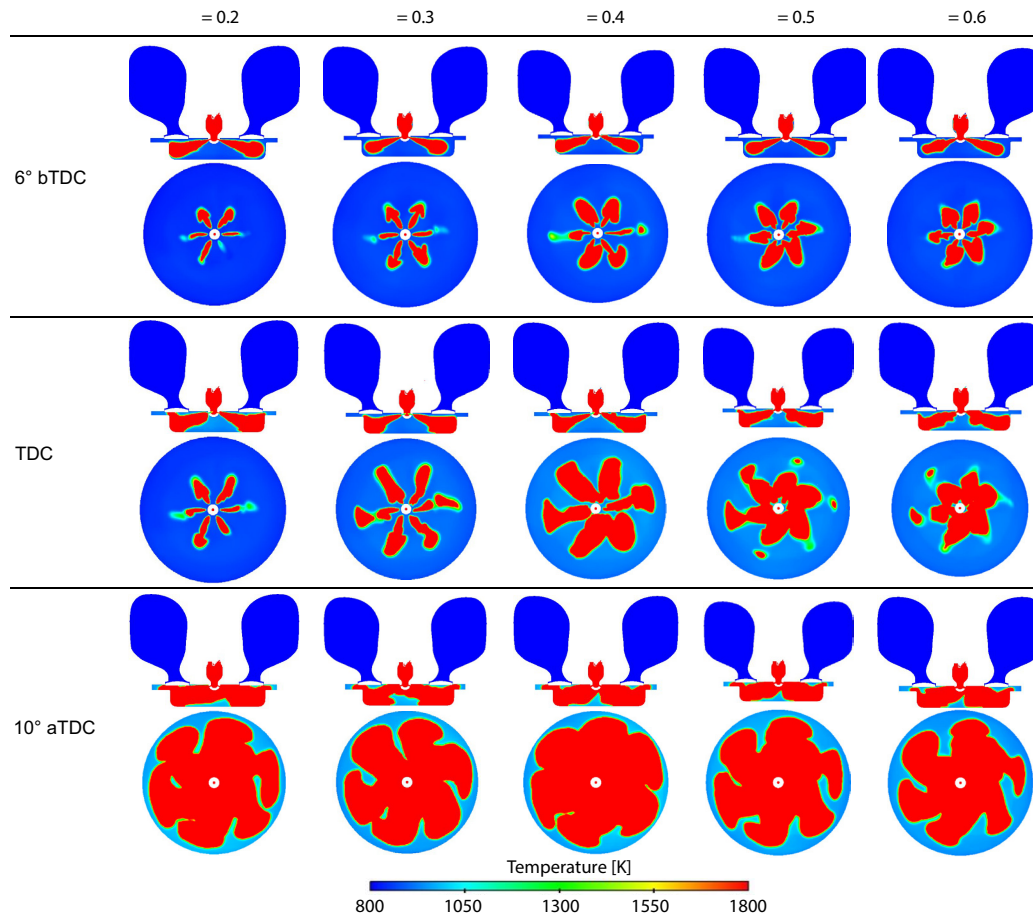 = 0.2 = 0.3 = 0.4 = 0.5 = 0.6
6° bTDC
TDC
10° aTDC
Temperature [K]
800 1050 1300 1550 1800